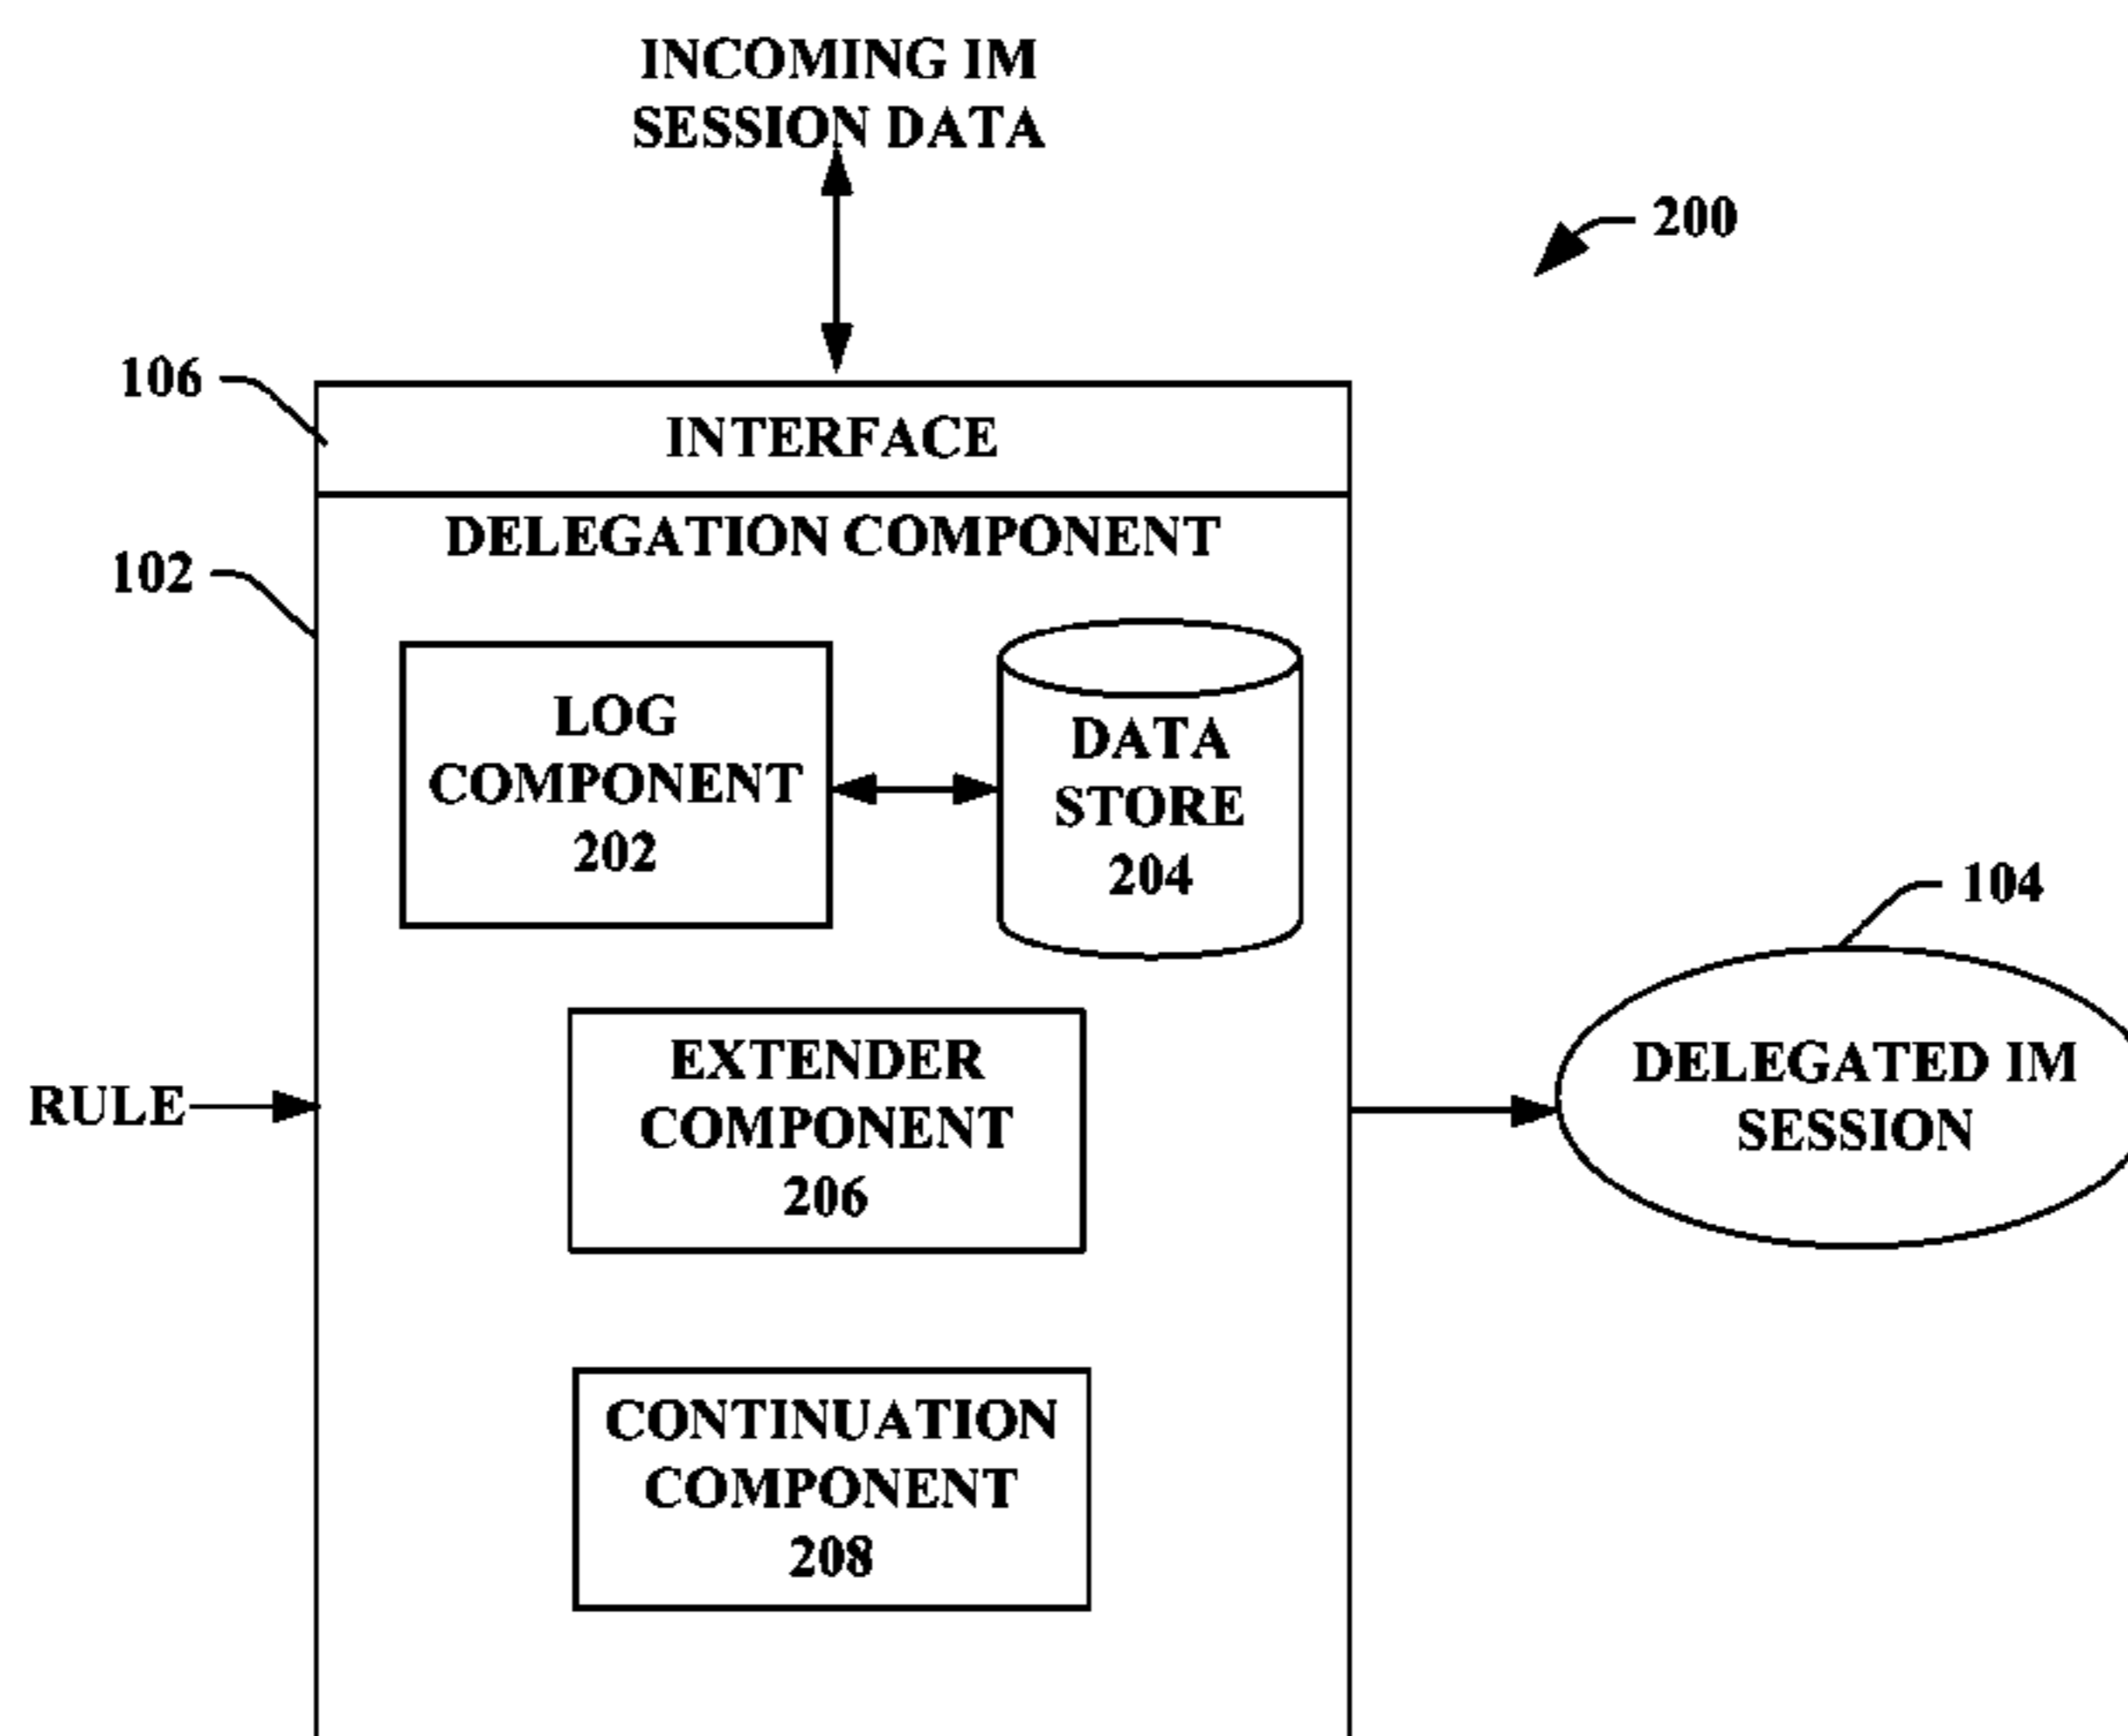 INCOMING IM
SESSION DATA
200
106
INTERFACE
DELEGATION COMPONENT
102
LOG
COMPONENT
202
DATA
STORE
204
104
RULE
EXTENDER
COMPONENT
206
DELEGATED IM
SESSION
CONTINUATION
COMPONENT
208